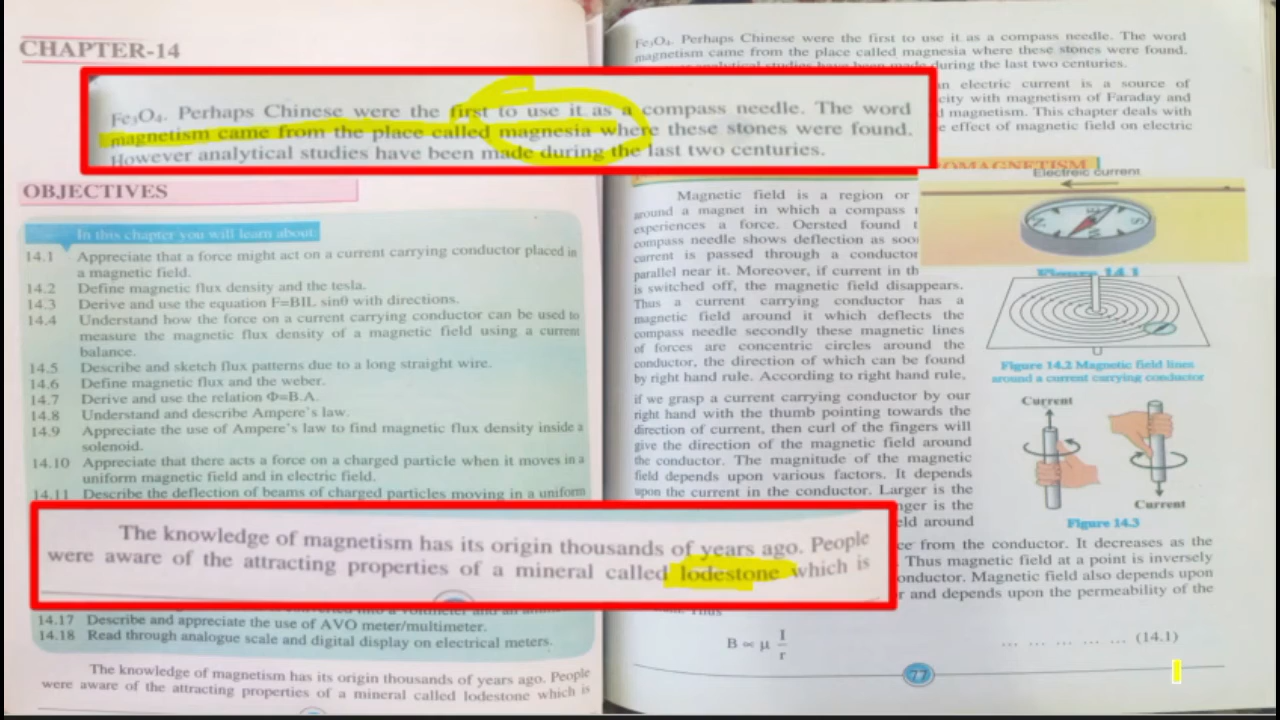 CHAPTER-14
Fe₃O₄. Perhaps Chinese were the first to use it as a compass needle. The word
magnetism came from the place called magnesia where these stones were found.
However analytical studies have been made during the last two centuries.
OBJECTIVES
In this chapter you will learn about:
14.1 Appreciate that a force might act on a current carrying conductor placed in
a magnetic field.
14.2 Define magnetic flux density and the tesla.
14.3 Derive and use the equation F=BIL sinθ with directions.
14.4 Understand how the force on a current carrying conductor can be used to
measure the magnetic flux density of a magnetic field using a current
balance.
14.5 Describe and sketch flux patterns due to a long straight wire.
14.6 Define magnetic flux and the weber.
14.7 Derive and use the relation Φ=B.A.
14.8 Understand and describe Ampere's law.
14.9 Appreciate the use of Ampere's law to find magnetic flux density inside a
solenoid.
14.10 Appreciate that there acts a force on a charged particle when it moves in a
uniform magnetic field and in electric field.
14.11 Describe the deflection of beams of charged particles moving in a uniform
The knowledge of magnetism has its origin thousands of years ago. People
were aware of the attracting properties of a mineral called lodestone which is
14.17 Describe and appreciate the use of AVO meter/multimeter.
14.18 Read through analogue scale and digital display on electrical meters.
The knowledge of magnetism has its origin thousands of years ago. People
were aware of the attracting properties of a mineral called lodestone which is
Fe₃O₄. Perhaps Chinese were the first to use it as a compass needle. The word
magnetism came from the place called magnesia where these stones were found.
during the last two centuries.
an electric current is a source of
city with magnetism of Faraday and
magnetism. This chapter deals with
effect of magnetic field on electric
ROMAGNETISM
Magnetic field is a region or
around a magnet in which a compass
experiences a force. Oersted found
compass needle shows deflection as soo
current is passed through a conductor
parallel near it. Moreover, if current in th
is switched off, the magnetic field disappears.
Thus a current carrying conductor has a
magnetic field around it which deflects the
compass needle secondly these magnetic lines
of forces are concentric circles around the
conductor, the direction of which can be found
by right hand rule. According to right hand rule,
if we grasp a current carrying conductor by our
right hand with the thumb pointing towards the
direction of current, then curl of the fingers will
give the direction of the magnetic field around
the conductor. The magnitude of the magnetic
field depends upon various factors. It depends
upon the current in the conductor. Larger is the
nger is the
eld around
ce from the conductor. It decreases as the
Thus magnetic field at a point is inversely
onductor. Magnetic field also depends upon
r and depends upon the permeability of the
Thus
B ∝ μ I/r
... ... ... ... ... (14.1)
77
Electreic current
N
S
Figure 14.1
Figure 14.2 Magnetic field lines
around a current carrying conductor
Current
Current
Figure 14.3